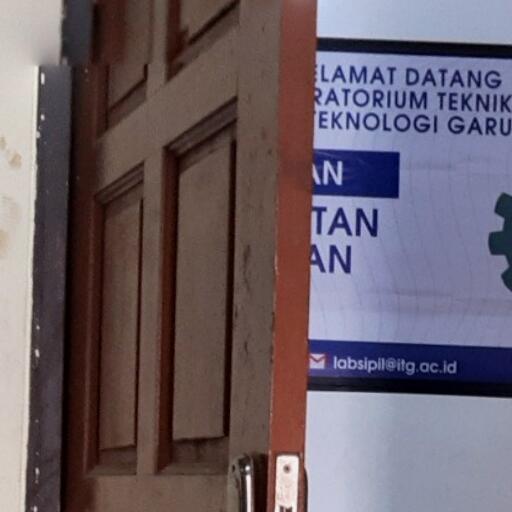 ELAMAT DATANG
RATORIUM TEKNIK
TEKNOLOGI GARU
AN
TAN
AN
labsipil@itg.ac.id